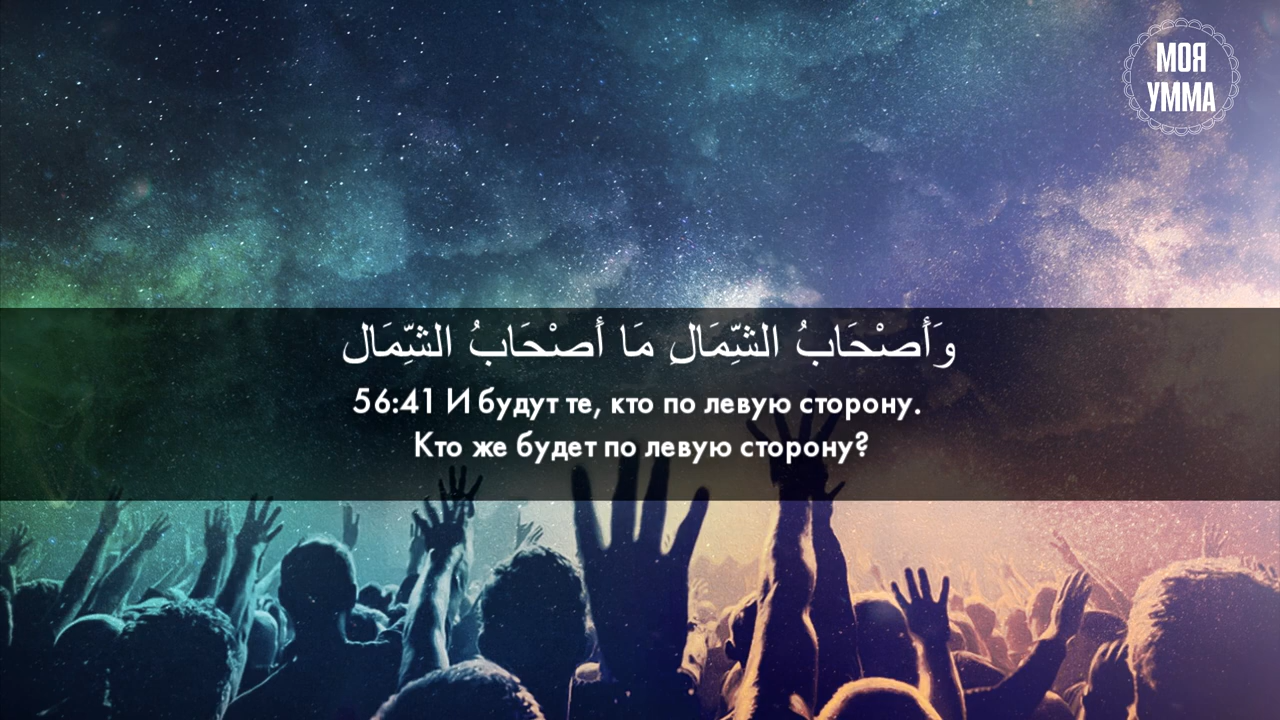 МОЯ
УММА
وَأَصْحَابُ الشِّمَالِ مَا أَصْحَابُ الشِّمَال
56:41 И будут те, кто по левую сторону.
Кто же будет по левую сторону?